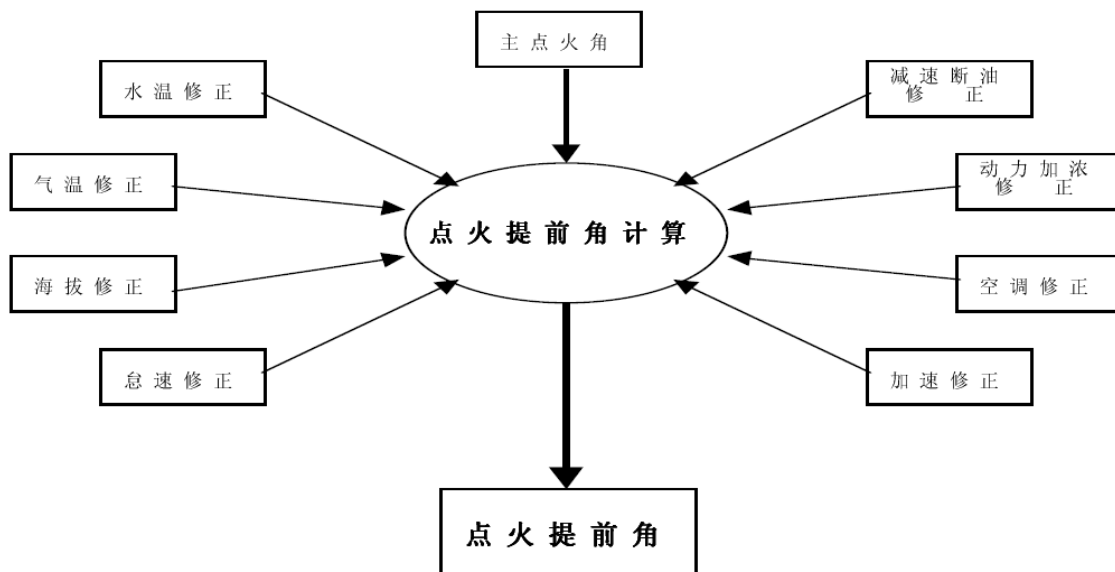 主点火角
水温修正
减速断油
修 正
气温修正
动力加浓
修 正
点火提前角计算
海拔修正
空调修正
怠速修正
加速修正
点火提前角